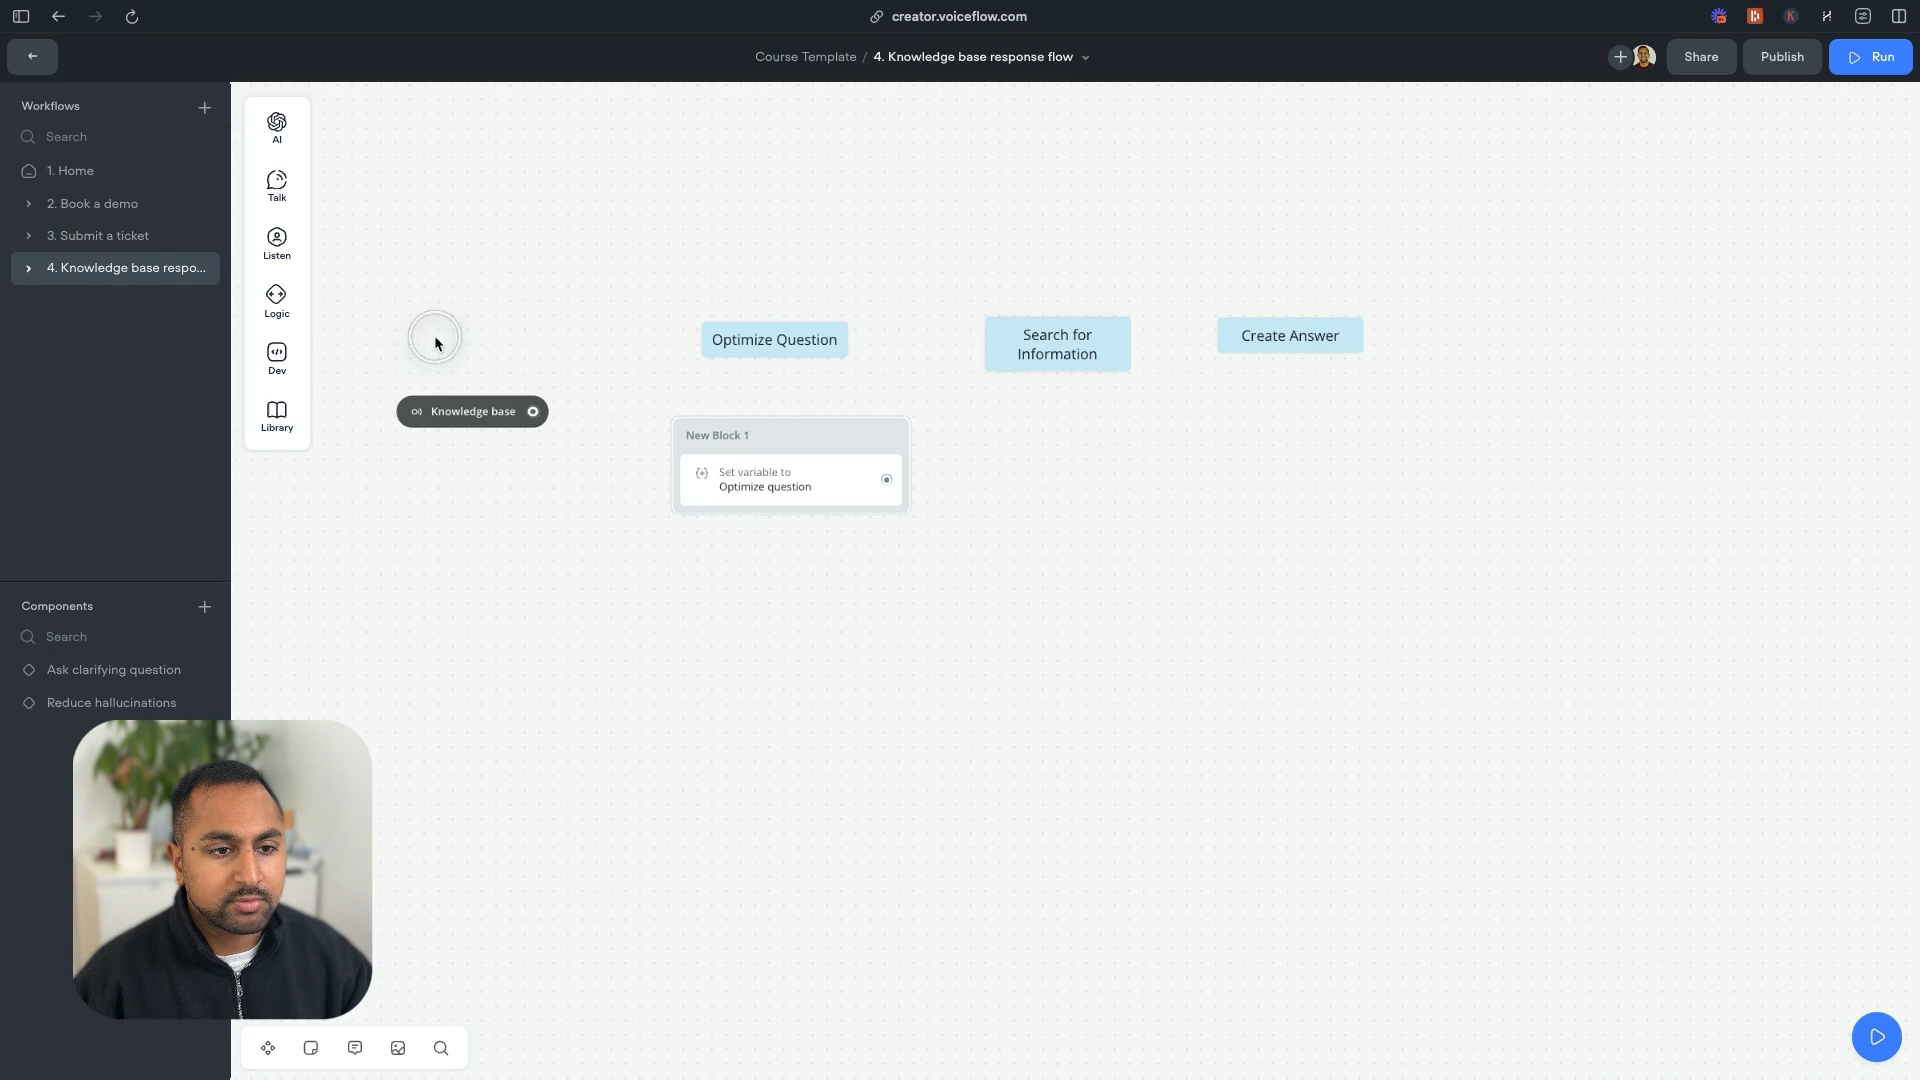 creator.voiceflow.com
K
Course Template / 4. Knowledge base response flow
Share
Publish
Run
Workflows
Search
1. Home
2. Book a demo
3. Submit a ticket
4. Knowledge base respo...
AI
Talk
Listen
Logic
Dev
Library
Optimize Question
Search for
Information
Create Answer
Knowledge base
New Block 1
Set variable to
Optimize question
Components
Search
Ask clarifying question
Reduce hallucinations